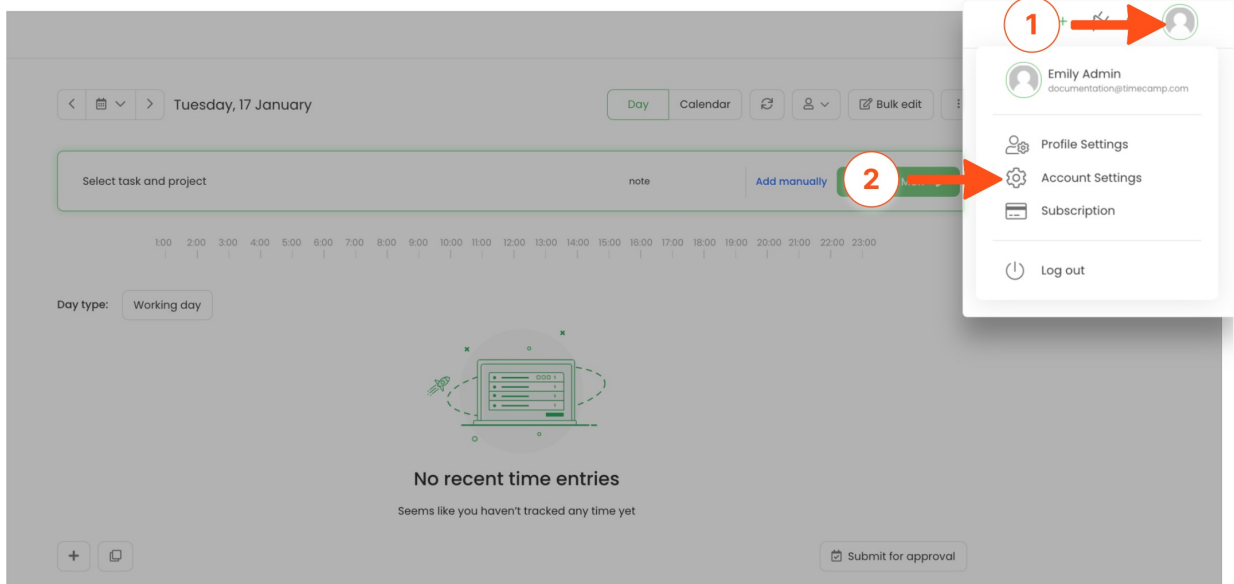 1
Emily Admin
documentation@timecamp.com
Tuesday, 17 January
Day Calendar Bulk edit
Profile Settings
Select task and project note Add manually
2
Account Settings
Subscription
1:00 2:00 3:00 4:00 5:00 6:00 7:00 8:00 9:00 10:00 11:00 12:00 13:00 14:00 15:00 16:00 17:00 18:00 19:00 20:00 21:00 22:00 23:00
Log out
Day type: Working day
No recent time entries
Seems like you haven't tracked any time yet
Submit for approval